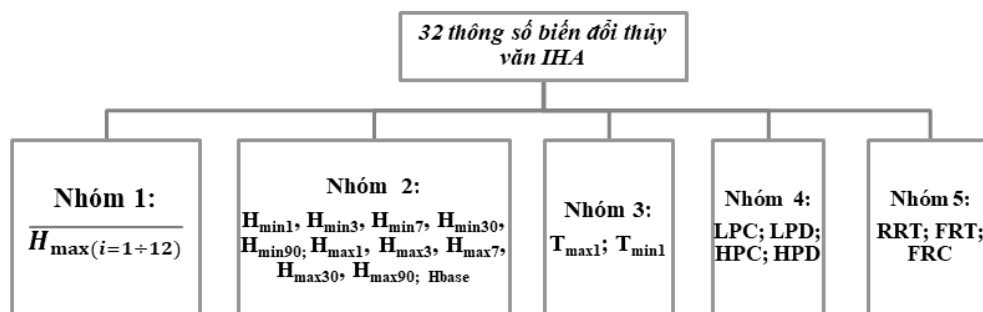 32 thông số biến đổi thủy
văn IHA
Nhóm 1:
H̅max(i=1÷12)
Nhóm 2:
Hmin1, Hmin3, Hmin7, Hmin30,
Hmin90; Hmax1, Hmax3, Hmax7,
Hmax30, Hmax90; Hbase
Nhóm 3:
Tmax1; Tmin1
Nhóm 4:
LPC; LPD;
HPC; HPD
Nhóm 5:
RRT; FRT;
FRC